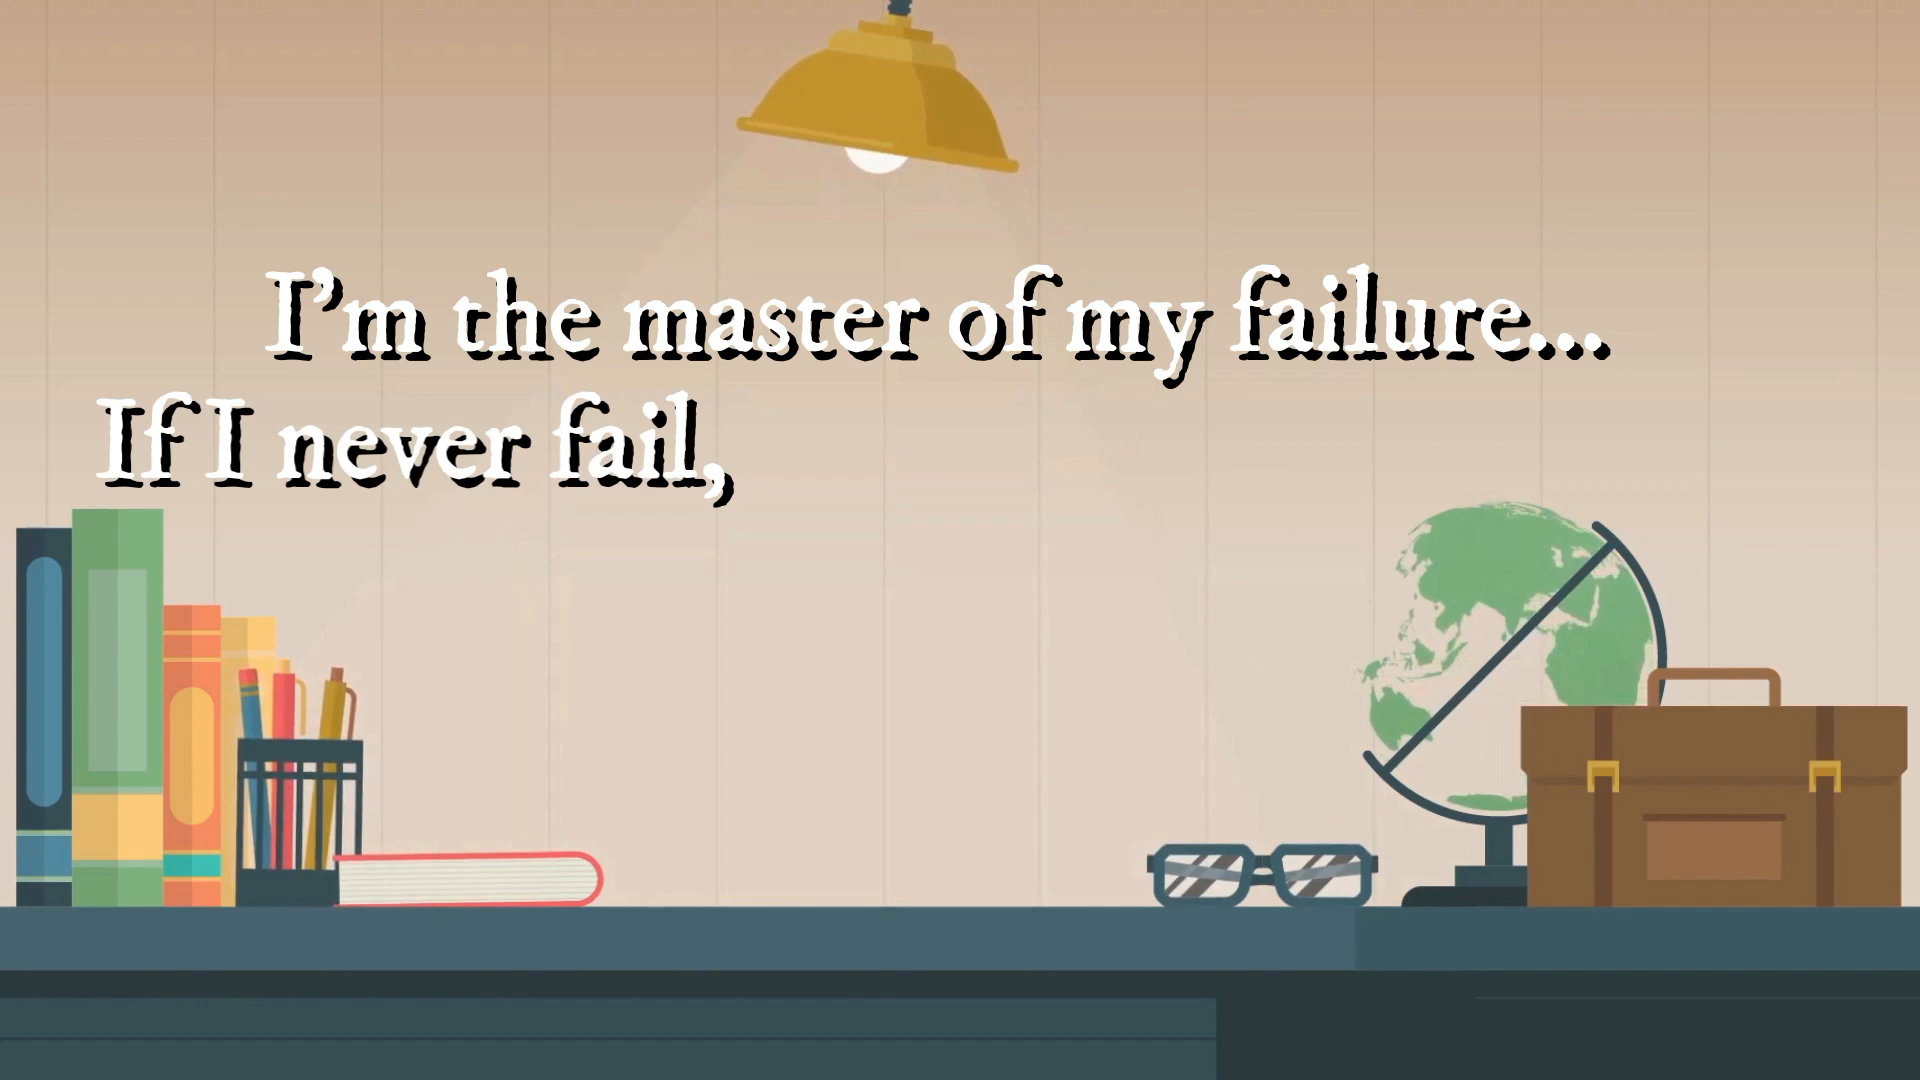 I’m the master of my failure...
If I never fail,